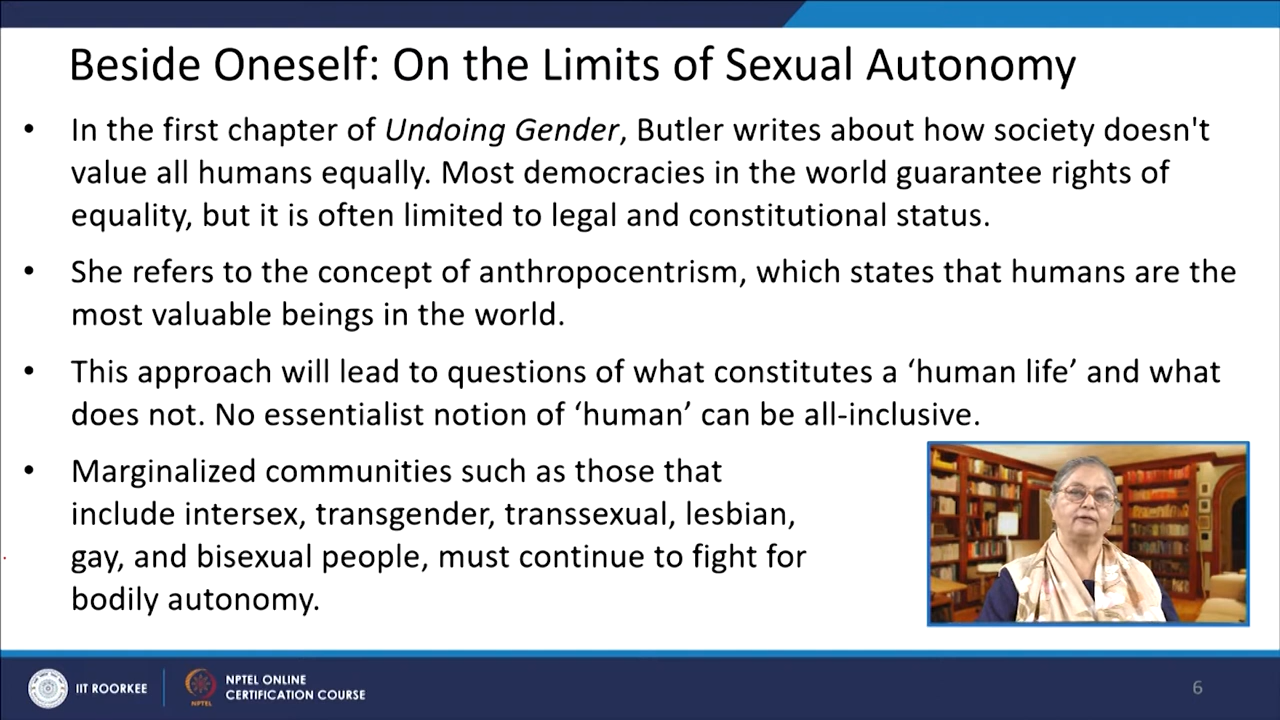 Beside Oneself: On the Limits of Sexual Autonomy
• In the first chapter of Undoing Gender, Butler writes about how society doesn't
value all humans equally. Most democracies in the world guarantee rights of
equality, but it is often limited to legal and constitutional status.
• She refers to the concept of anthropocentrism, which states that humans are the
most valuable beings in the world.
• This approach will lead to questions of what constitutes a ‘human life’ and what
does not. No essentialist notion of ‘human’ can be all-inclusive.
• Marginalized communities such as those that
include intersex, transgender, transsexual, lesbian,
gay, and bisexual people, must continue to fight for
bodily autonomy.
IIT ROORKEE
NPTEL
NPTEL ONLINE
CERTIFICATION COURSE
6